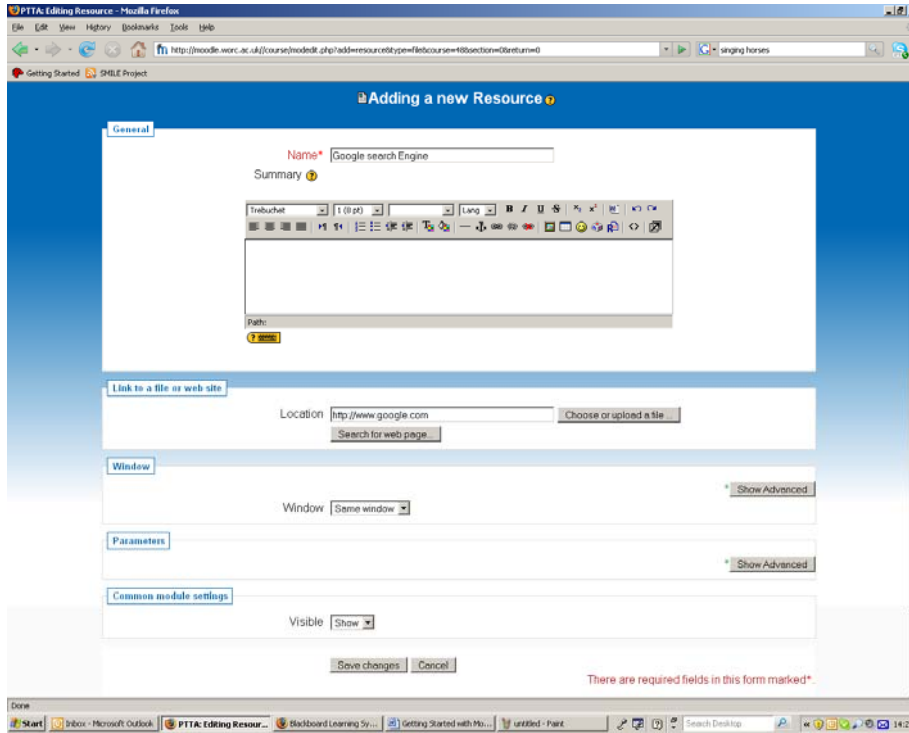 PTTA: Editing Resource - Mozilla Firefox
File Edit View History Bookmarks Tools Help
http://moodle.worc.ac.uk//course/modedit.php?add=resource&type=file&course=48&section=0&return=0
singing horses
Getting Started SMILE Project
Adding a new Resource
General
Name* Google search Engine
Summary
Trebuchet 1 (8 pt) Lang B I U S
Path:
Link to a file or web site
Location http://www.google.com Choose or upload a file ...
Search for web page...
Window
* Show Advanced
Window Same window
Parameters
* Show Advanced
Common module settings
Visible Show
Save changes Cancel
There are required fields in this form marked*.
Done
Start Inbox - Microsoft Outlook PTTA: Editing Resour... Blackboard Learning Sy... Getting Started with Mo... untitled - Paint Search Desktop